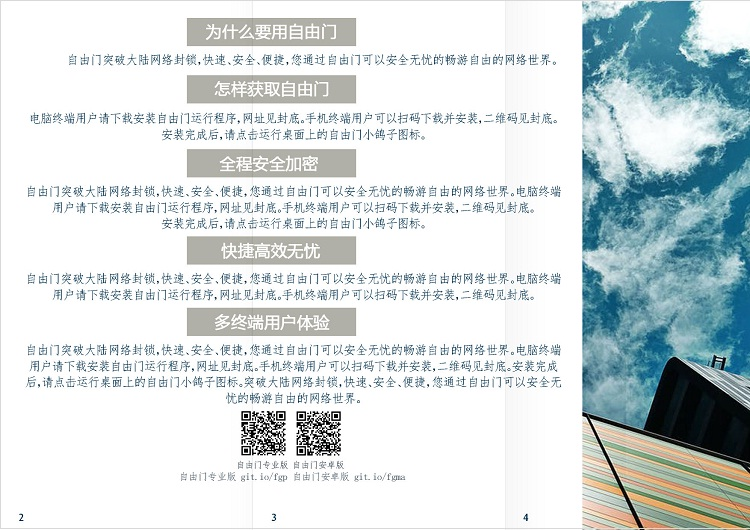 为什么要用自由门
自由门突破大陆网络封锁,快速、安全、便捷,您通过自由门可以安全无忧的畅游自由的网络世界。
怎样获取自由门
电脑终端用户请下载安装自由门运行程序,网址见封底。手机终端用户可以扫码下载并安装,二维码见封底。
安装完成后,请点击运行桌面上的自由门小鸽子图标。
全程安全加密
自由门突破大陆网络封锁,快速、安全、便捷,您通过自由门可以安全无忧的畅游自由的网络世界。电脑终端
用户请下载安装自由门运行程序,网址见封底。手机终端用户可以扫码下载并安装,二维码见封底。
安装完成后,请点击运行桌面上的自由门小鸽子图标。
快捷高效无忧
自由门突破大陆网络封锁,快速、安全、便捷,您通过自由门可以安全无忧的畅游自由的网络世界。电脑终端
用户请下载安装自由门运行程序,网址见封底。手机终端用户可以扫码下载并安装,二维码见封底。
多终端用户体验
自由门突破大陆网络封锁,快速、安全、便捷,您通过自由门可以安全无忧的畅游自由的网络世界。电脑终端
用户请下载安装自由门运行程序,网址见封底。手机终端用户可以扫码下载并安装,二维码见封底。安装完成
后,请点击运行桌面上的自由门小鸽子图标。突破大陆网络封锁,快速、安全、便捷,您通过自由门可以安全无
忧的畅游自由的网络世界。
自由门专业版 自由门安卓版
自由门专业版 git.io/fgp 自由门安卓版 git.io/fgma
2 3 4